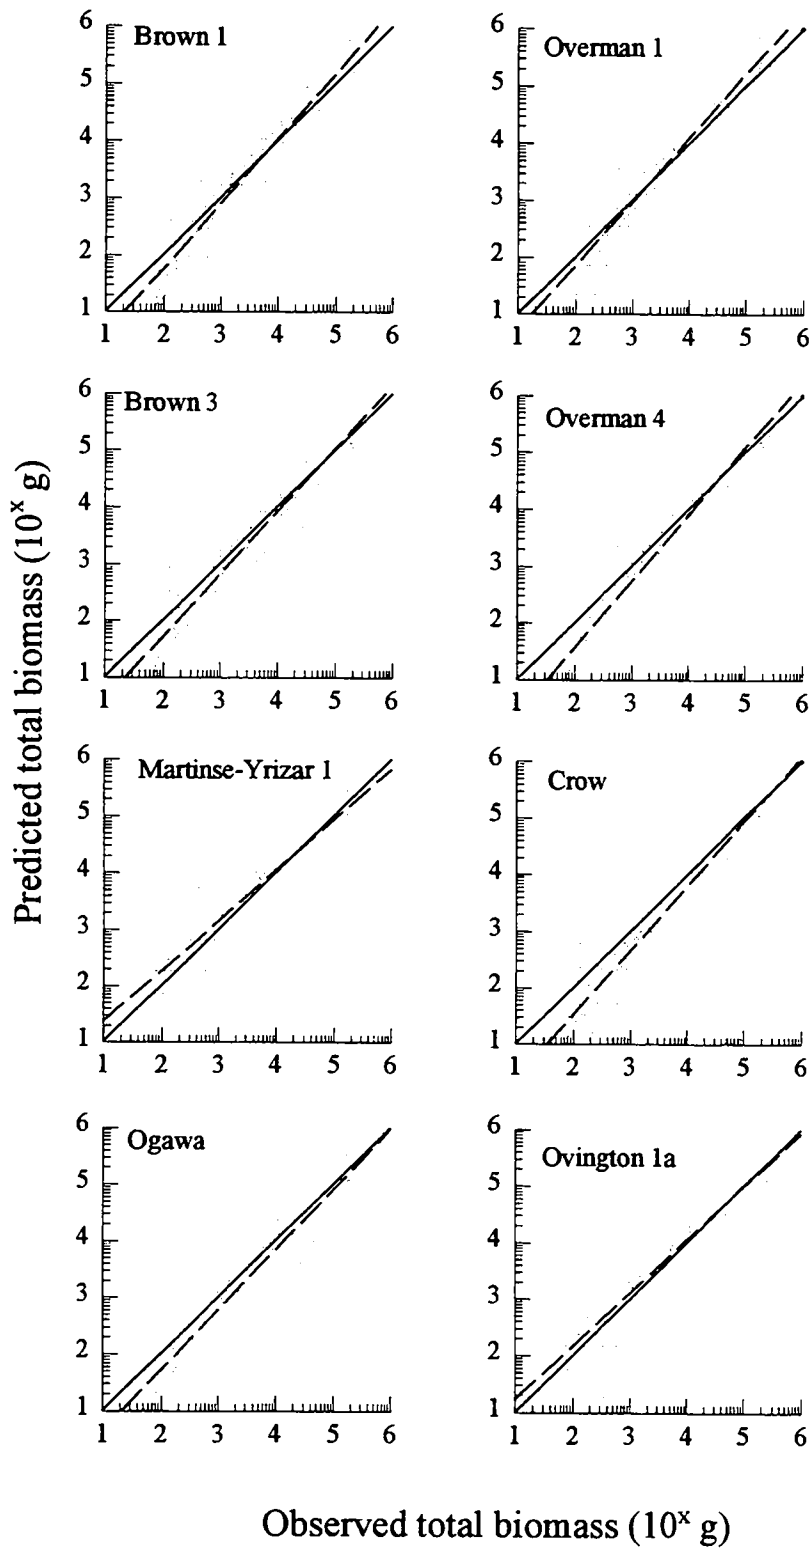 Predicted total biomass (10ˣ g)
Brown 1
6
5
4
3
2
1
1 2 3 4 5 6
Overman 1
6
5
4
3
2
1
1 2 3 4 5 6
Brown 3
6
5
4
3
2
1
1 2 3 4 5 6
Overman 4
6
5
4
3
2
1
1 2 3 4 5 6
Martinse-Yrizar 1
6
5
4
3
2
1
1 2 3 4 5 6
Crow
6
5
4
3
2
1
1 2 3 4 5 6
Ogawa
6
5
4
3
2
1
1 2 3 4 5 6
Ovington 1a
6
5
4
3
2
1
1 2 3 4 5 6
Observed total biomass (10ˣ g)